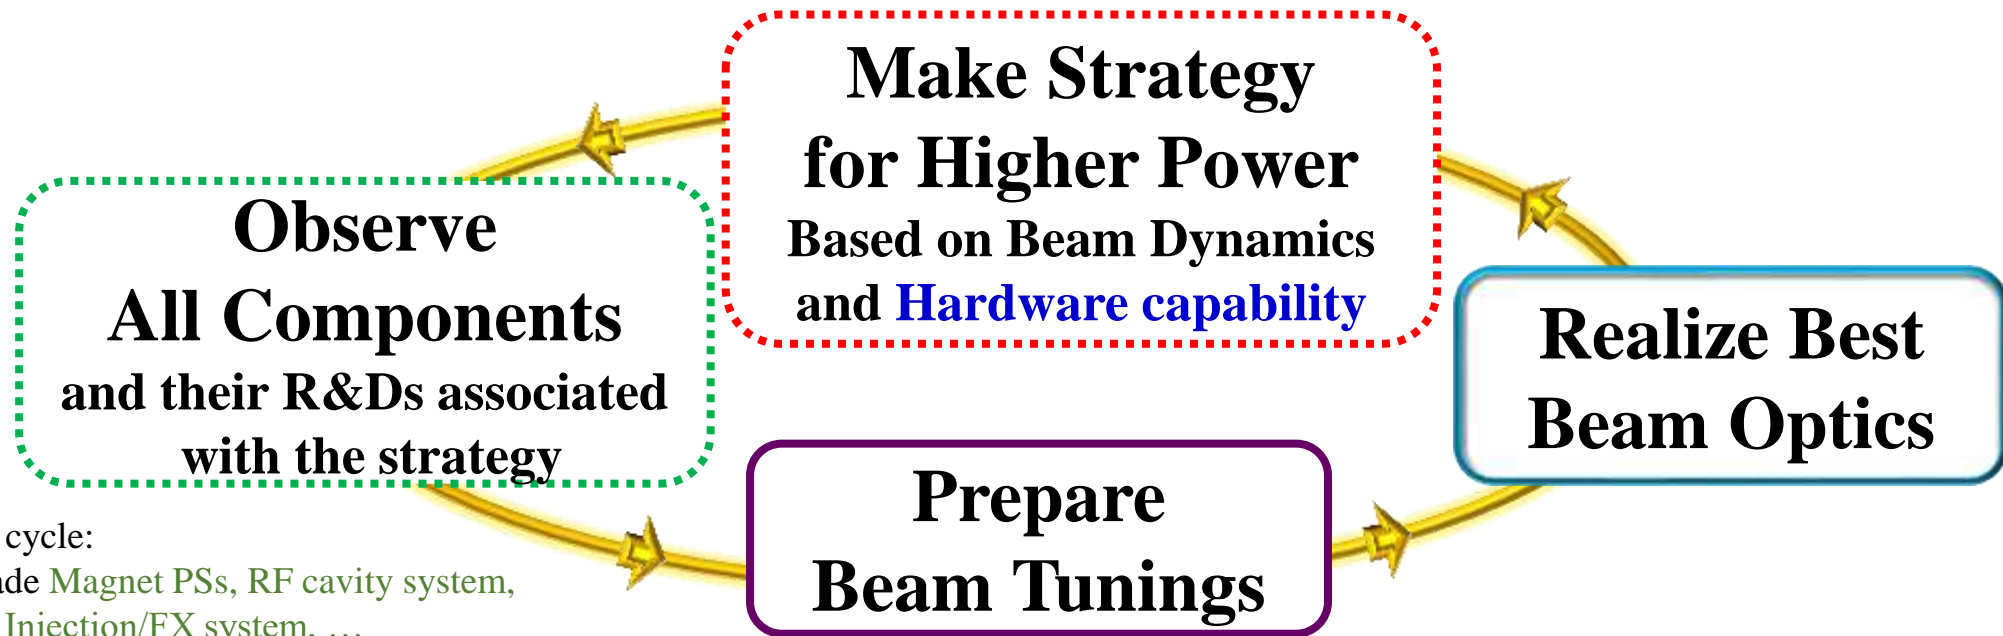 Make Strategy
for Higher Power
Based on Beam Dynamics
and Hardware capability
Observe
All Components
and their R&Ds associated
with the strategy
Realize Best
Beam Optics
Prepare
Beam Tunings
cycle:
Magnet PSs, RF cavity system,
Injection/FX system, …